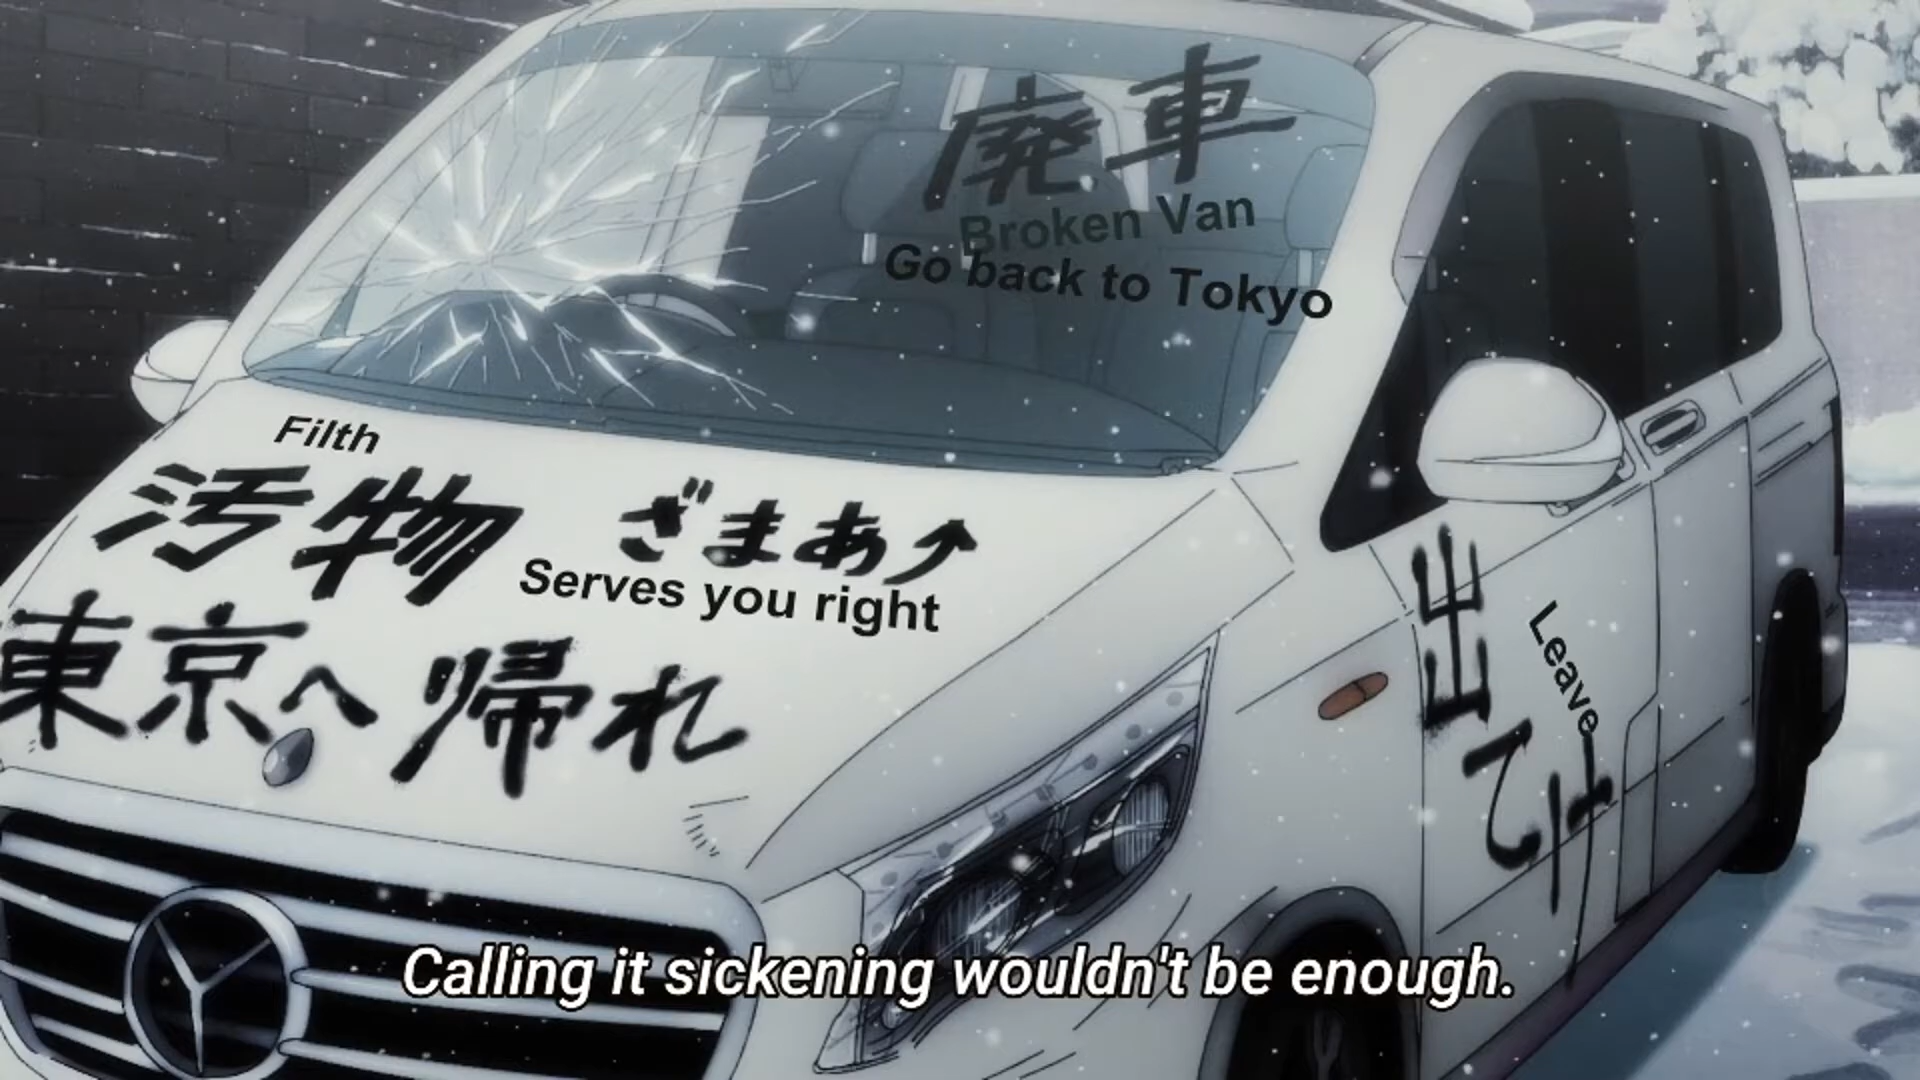 廃車
Broken Van
Go back to Tokyo
Filth
汚物
ざまあ↑
Serves you right
東京へ帰れ
出てけ
Leave
Calling it sickening wouldn't be enough.